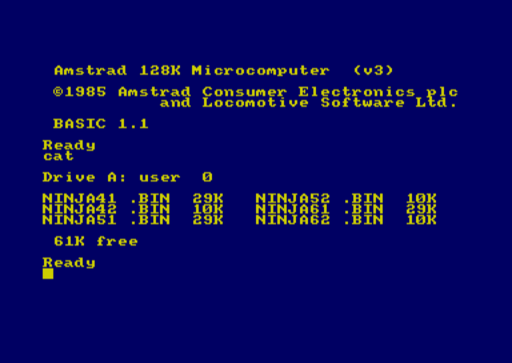 Amstrad 128K Microcomputer  (v3)
©1985 Amstrad Consumer Electronics plc
and Locomotive Software Ltd.
BASIC 1.1
Ready
cat
Drive A: user  0
NINJA41 .BIN  29K   NINJA52 .BIN  10K
NINJA42 .BIN  10K   NINJA61 .BIN  29K
NINJA51 .BIN  29K   NINJA62 .BIN  10K
61K free
Ready